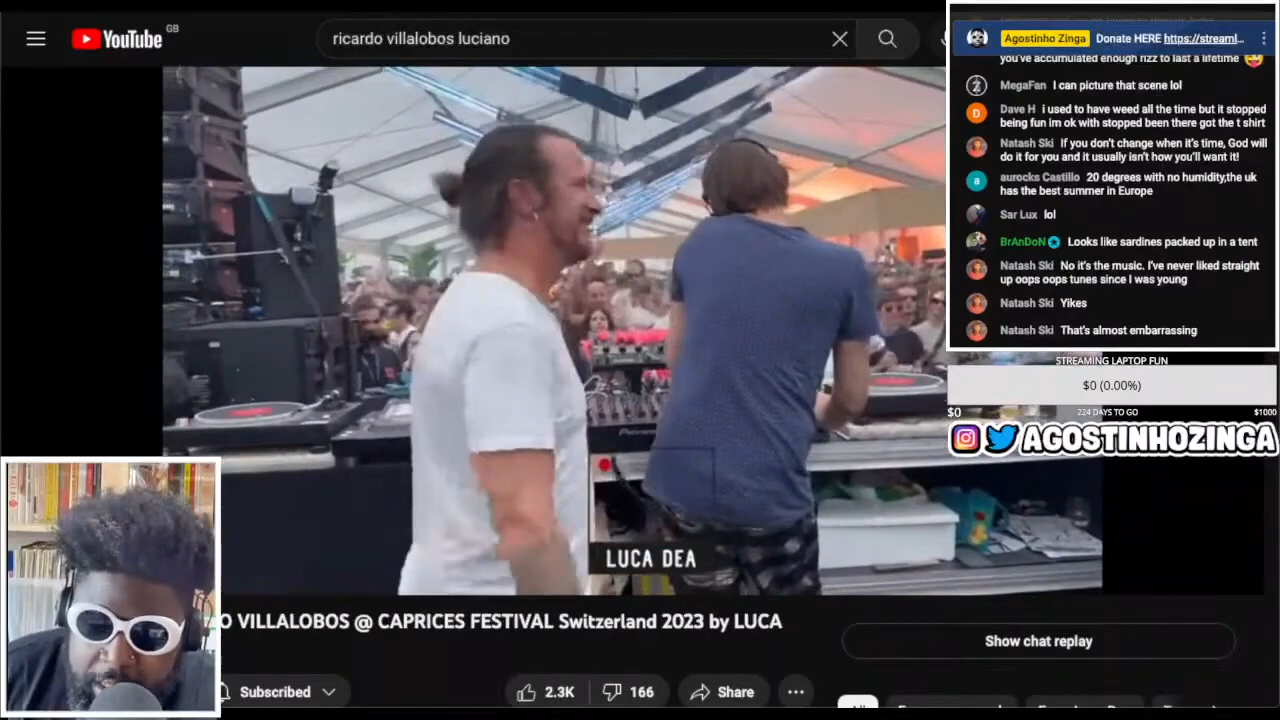 YouTube GB
ricardo villalobos luciano
Agostinho Zinga Donate HERE https://streaml...
you've accumulated enough rizz to last a lifetime
MegaFan I can picture that scene lol
Dave H i used to have weed all the time but it stopped
being fun im ok with stopped been there got the t shirt
Natash Ski If you don't change when it's time, God will
do it for you and it usually isn't how you'll want it!
aurocks Castillo 20 degrees with no humidity,the uk
has the best summer in Europe
Sar Lux lol
BrAnDoN Looks like sardines packed up in a tent
Natash Ski No it's the music. I've never liked straight
up oops oops tunes since I was young
Natash Ski Yikes
Natash Ski That's almost embarrassing
STREAMING LAPTOP FUN
$0 (0.00%)
$0 224 DAYS TO GO $1000
AGOSTINHOZINGA
LUCA DEA
O VILLALOBOS @ CAPRICES FESTIVAL Switzerland 2023 by LUCA
Show chat replay
Subscribed
2.3K 166 Share
All